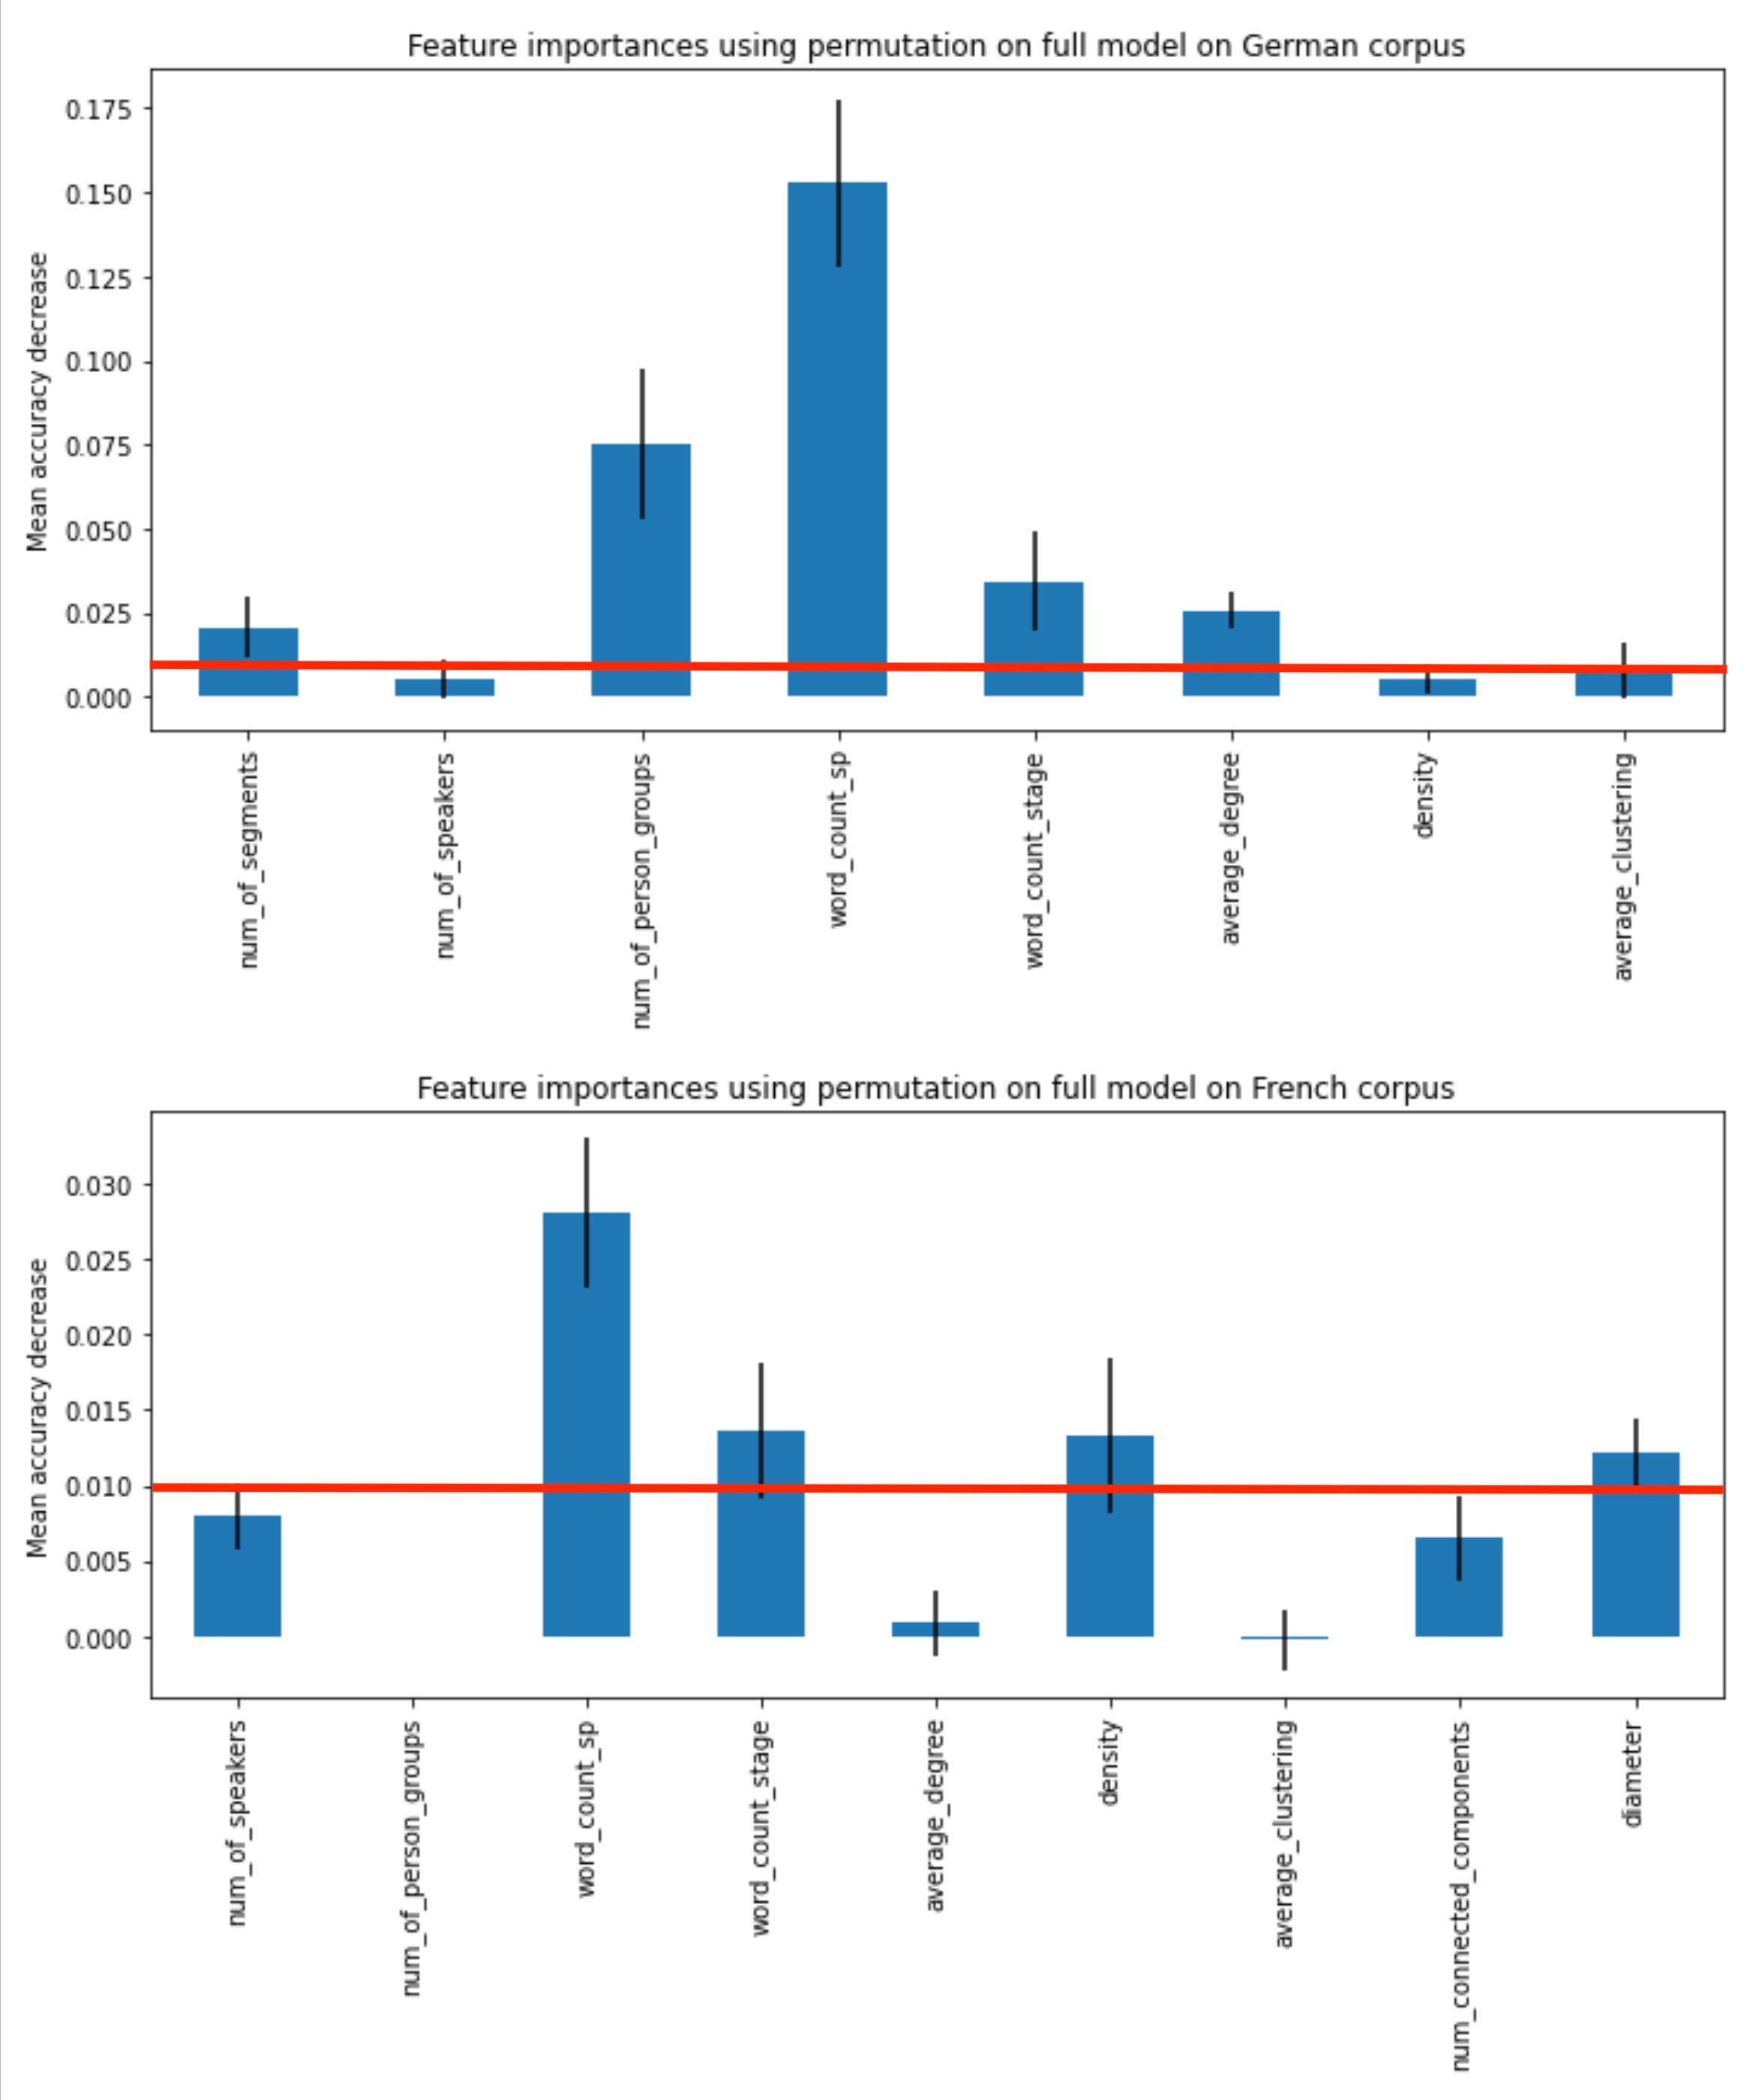 Feature importances using permutation on full model on German corpus
Mean accuracy decrease
0.175
0.150
0.125
0.100
0.075
0.050
0.025
0.000
num_of_segments
num_of_speakers
num_of_person_groups
word_count_sp
word_count_stage
average_degree
density
average_clustering
Feature importances using permutation on full model on French corpus
Mean accuracy decrease
0.030
0.025
0.020
0.015
0.010
0.005
0.000
num_of_speakers
num_of_person_groups
word_count_sp
word_count_stage
average_degree
density
average_clustering
num_connected_components
diameter